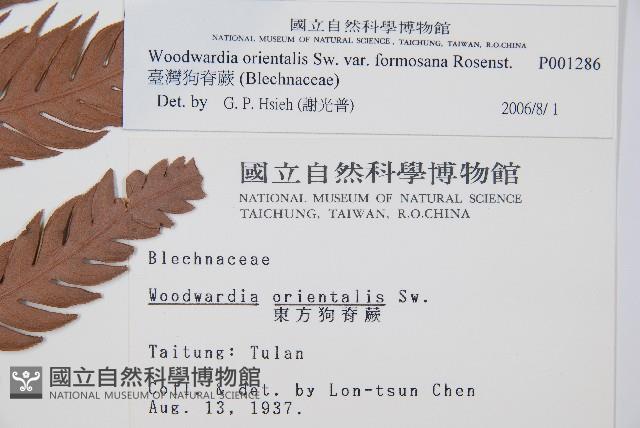 國立自然科學博物館
NATIONAL MUSEUM OF NATURAL SCIENCE, TAICHUNG, TAIWAN, R.O.CHINA
Woodwardia orientalis Sw. var. formosana Rosenst. P001286
臺灣狗脊蕨 (Blechnaceae)
Det. by G. P. Hsieh (謝光普) 2006/8/ 1
國立自然科學博物館
NATIONAL MUSEUM OF NATURAL SCIENCE
TAICHUNG, TAIWAN, R.O.CHINA
Blechnaceae
Woodwardia orientalis Sw.
東方狗脊蕨
Taitung: Tulan
國立自然科學博物館
Coll. & det. by Lon-tsun Chen
NATIONAL MUSEUM OF NATURAL SCIENCE
Aug. 13, 1937.